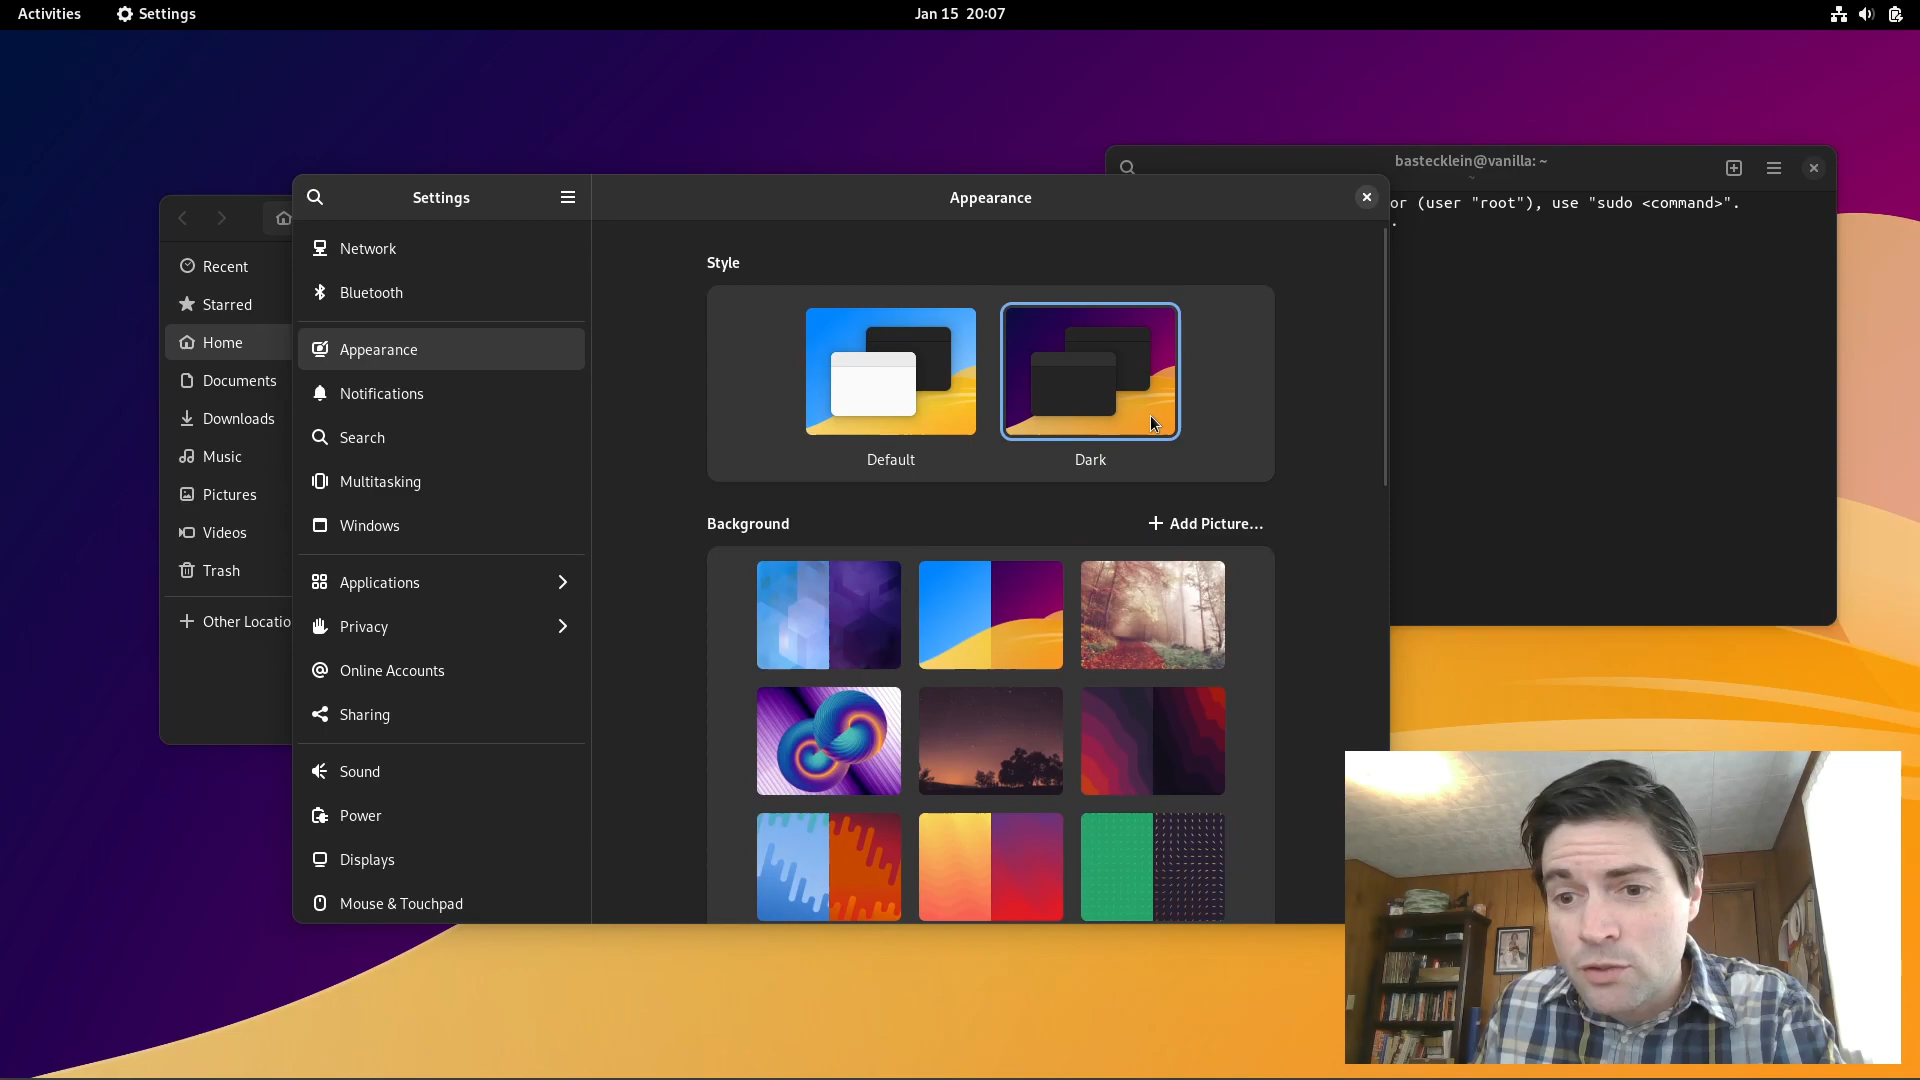 Activities
Settings
Jan 15 20:07
basstecklein@vanilla: ~
~
or (user "root"), use "sudo <command>".
.
Recent
Starred
Home
Documents
Downloads
Music
Pictures
Videos
Trash
Other Locatio
Settings
Network
Bluetooth
Appearance
Notifications
Search
Multitasking
Windows
Applications
Privacy
Online Accounts
Sharing
Sound
Power
Displays
Mouse & Touchpad
Appearance
Style
Default
Dark
Background
Add Picture...